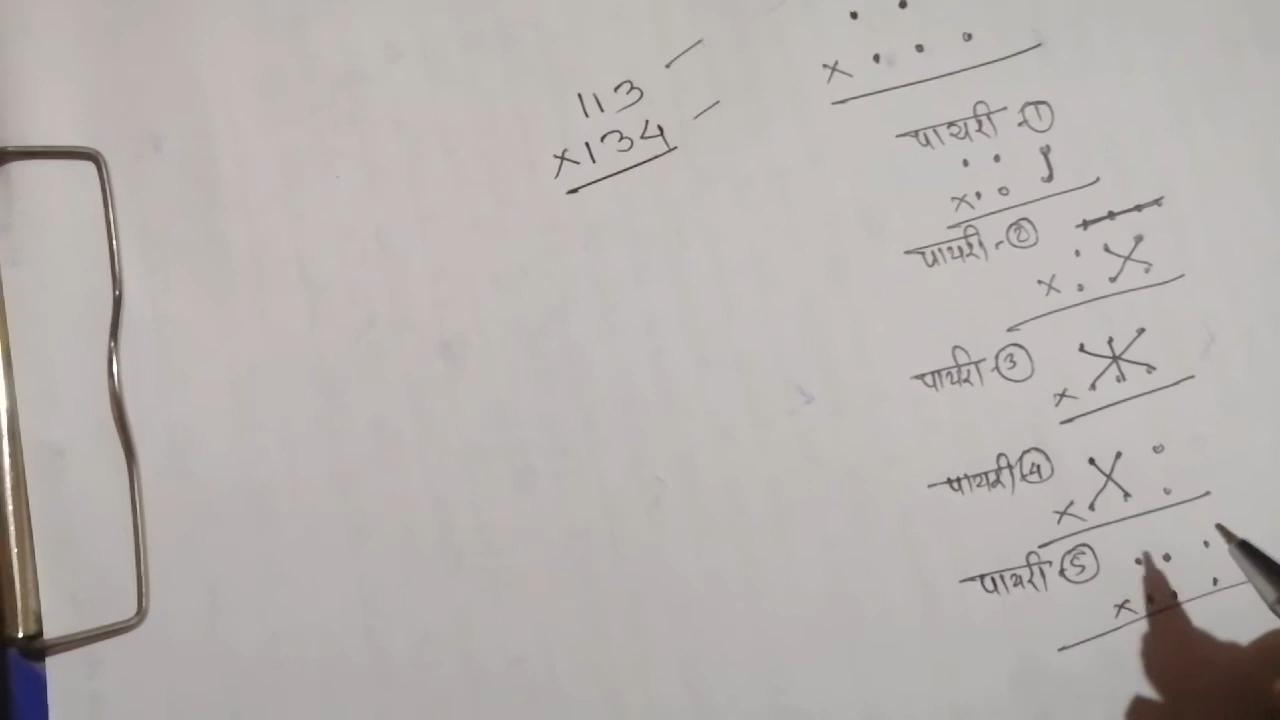 113
×134
×
पायरी -①
×
पायरी -②
×
पायरी -③
×
पायरी ④
×
पायरी -⑤
×